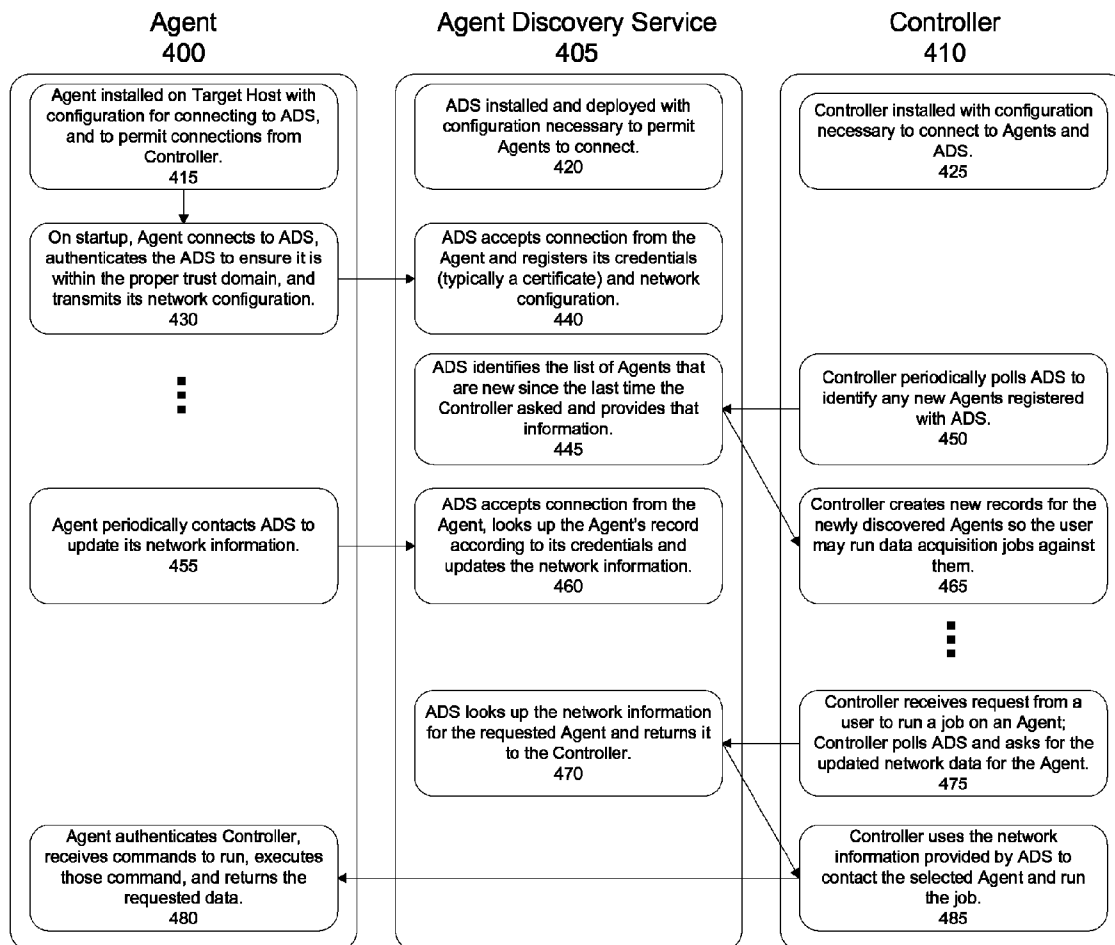 Agent
400
Agent Discovery Service
405
Controller
410
Agent installed on Target Host with
configuration for connecting to ADS,
and to permit connections from
Controller.
415
ADS installed and deployed with
configuration necessary to permit
Agents to connect.
420
Controller installed with configuration
necessary to connect to Agents and
ADS.
425
On startup, Agent connects to ADS,
authenticates the ADS to ensure it is
within the proper trust domain, and
transmits its network configuration.
430
ADS accepts connection from the
Agent and registers its credentials
(typically a certificate) and network
configuration.
440
ADS identifies the list of Agents that
are new since the last time the
Controller asked and provides that
information.
445
Controller periodically polls ADS to
identify any new Agents registered
with ADS.
450
Agent periodically contacts ADS to
update its network information.
455
ADS accepts connection from the
Agent, looks up the Agent's record
according to its credentials and
updates the network information.
460
Controller creates new records for the
newly discovered Agents so the user
may run data acquisition jobs against
them.
465
ADS looks up the network information
for the requested Agent and returns it
to the Controller.
470
Controller receives request from a
user to run a job on an Agent;
Controller polls ADS and asks for the
updated network data for the Agent.
475
Agent authenticates Controller,
receives commands to run, executes
those command, and returns the
requested data.
480
Controller uses the network
information provided by ADS to
contact the selected Agent and run
the job.
485